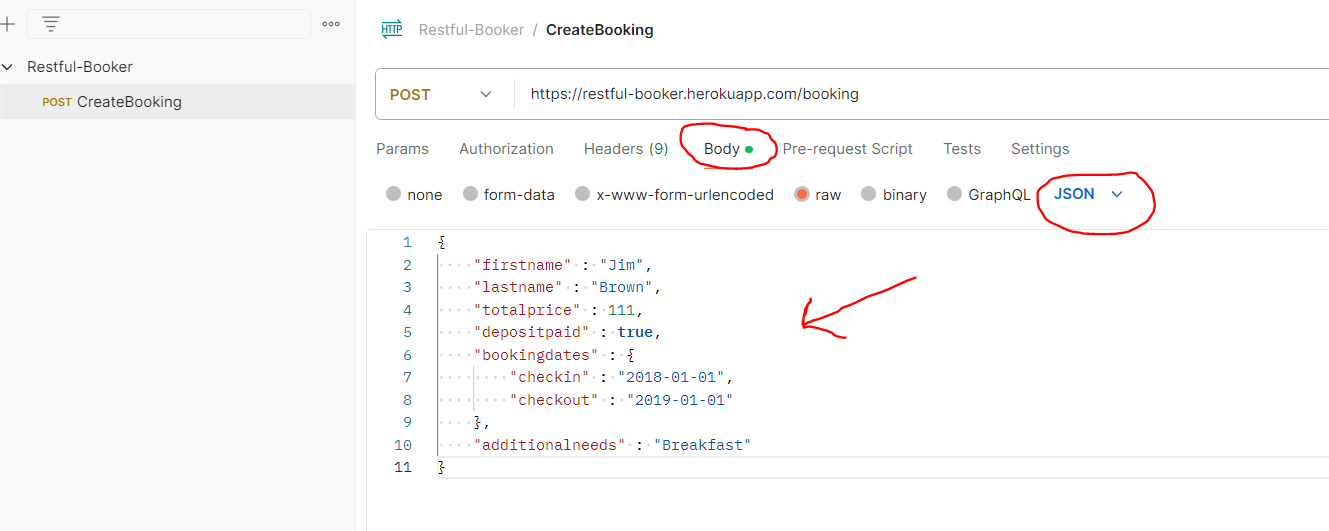 HTTP Restful-Booker / CreateBooking
Restful-Booker
POST CreateBooking
POST https://restful-booker.herokuapp.com/booking
Params Authorization Headers (9) Body Pre-request Script Tests Settings
none form-data x-www-form-urlencoded raw binary GraphQL JSON
1 {
2 "firstname" : "Jim",
3 "lastname" : "Brown",
4 "totalprice" : 111,
5 "depositpaid" : true,
6 "bookingdates" : {
7 "checkin" : "2018-01-01",
8 "checkout" : "2019-01-01"
9 },
10 "additionalneeds" : "Breakfast"
11 }